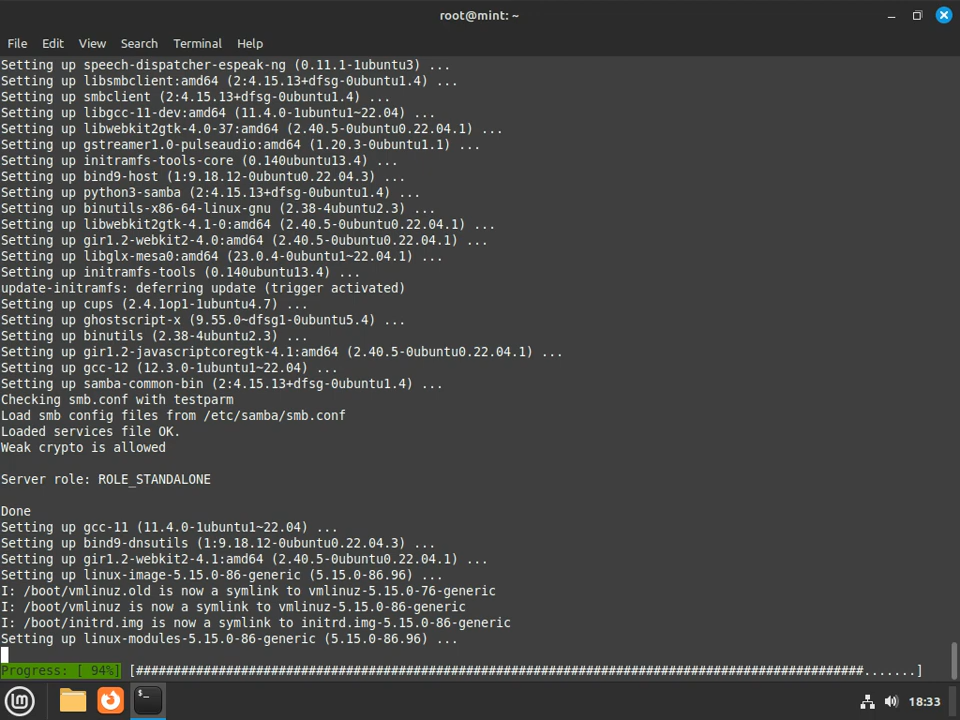 root@mint: ~
File Edit View Search Terminal Help
Setting up speech-dispatcher-espeak-ng (0.11.1-1ubuntu3) ...
Setting up libsmbclient:amd64 (2:4.15.13+dfsg-0ubuntu1.4) ...
Setting up smbclient (2:4.15.13+dfsg-0ubuntu1.4) ...
Setting up libgcc-11-dev:amd64 (11.4.0-1ubuntu1~22.04) ...
Setting up libwebkit2gtk-4.0-37:amd64 (2.40.5-0ubuntu0.22.04.1) ...
Setting up gstreamer1.0-pulseaudio:amd64 (1.20.3-0ubuntu1.1) ...
Setting up initramfs-tools-core (0.140ubuntu13.4) ...
Setting up bind9-host (1:9.18.12-0ubuntu0.22.04.3) ...
Setting up python3-samba (2:4.15.13+dfsg-0ubuntu1.4) ...
Setting up binutils-x86-64-linux-gnu (2.38-4ubuntu2.3) ...
Setting up libwebkit2gtk-4.1-0:amd64 (2.40.5-0ubuntu0.22.04.1) ...
Setting up gir1.2-webkit2-4.0:amd64 (2.40.5-0ubuntu0.22.04.1) ...
Setting up libglx-mesa0:amd64 (23.0.4-0ubuntu1~22.04.1) ...
Setting up initramfs-tools (0.140ubuntu13.4) ...
update-initramfs: deferring update (trigger activated)
Setting up cups (2.4.1op1-1ubuntu4.7) ...
Setting up ghostscript-x (9.55.0~dfsg1-0ubuntu5.4) ...
Setting up binutils (2.38-4ubuntu2.3) ...
Setting up gir1.2-javascriptcoregtk-4.1:amd64 (2.40.5-0ubuntu0.22.04.1) ...
Setting up gcc-12 (12.3.0-1ubuntu1~22.04) ...
Setting up samba-common-bin (2:4.15.13+dfsg-0ubuntu1.4) ...
Checking smb.conf with testparm
Load smb config files from /etc/samba/smb.conf
Loaded services file OK.
Weak crypto is allowed
Server role: ROLE_STANDALONE
Done
Setting up gcc-11 (11.4.0-1ubuntu1~22.04) ...
Setting up bind9-dnsutils (1:9.18.12-0ubuntu0.22.04.3) ...
Setting up gir1.2-webkit2-4.1:amd64 (2.40.5-0ubuntu0.22.04.1) ...
Setting up linux-image-5.15.0-86-generic (5.15.0-86.96) ...
I: /boot/vmlinuz.old is now a symlink to vmlinuz-5.15.0-76-generic
I: /boot/vmlinuz is now a symlink to vmlinuz-5.15.0-86-generic
I: /boot/initrd.img is now a symlink to initrd.img-5.15.0-86-generic
Setting up linux-modules-5.15.0-86-generic (5.15.0-86.96) ...
Progress: [ 94%] [#################################################################################################.......]
18:33